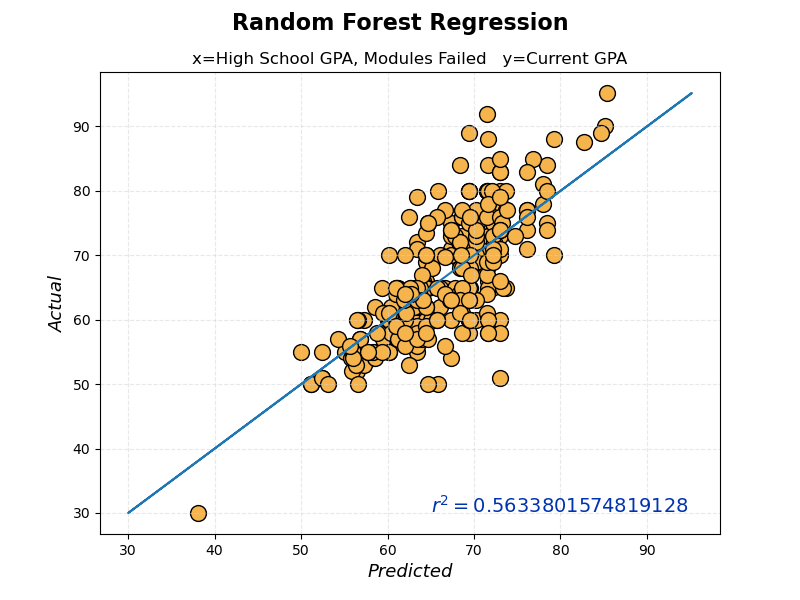 Random Forest Regression
x=High School GPA, Modules Failed   y=Current GPA
90
80
70
60
50
40
30
Actual
r² = 0.5633801574819128
30 40 50 60 70 80 90
Predicted